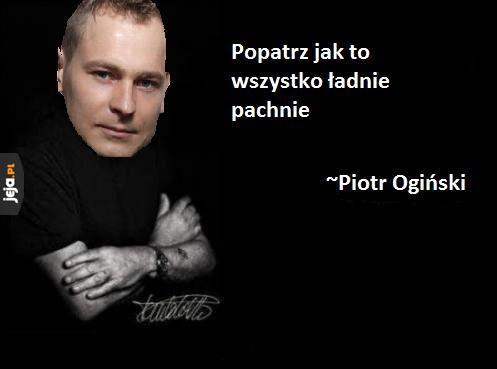 Popatrz jak to
wszystko ładnie
pachnie
~Piotr Ogiński
jeja.pl